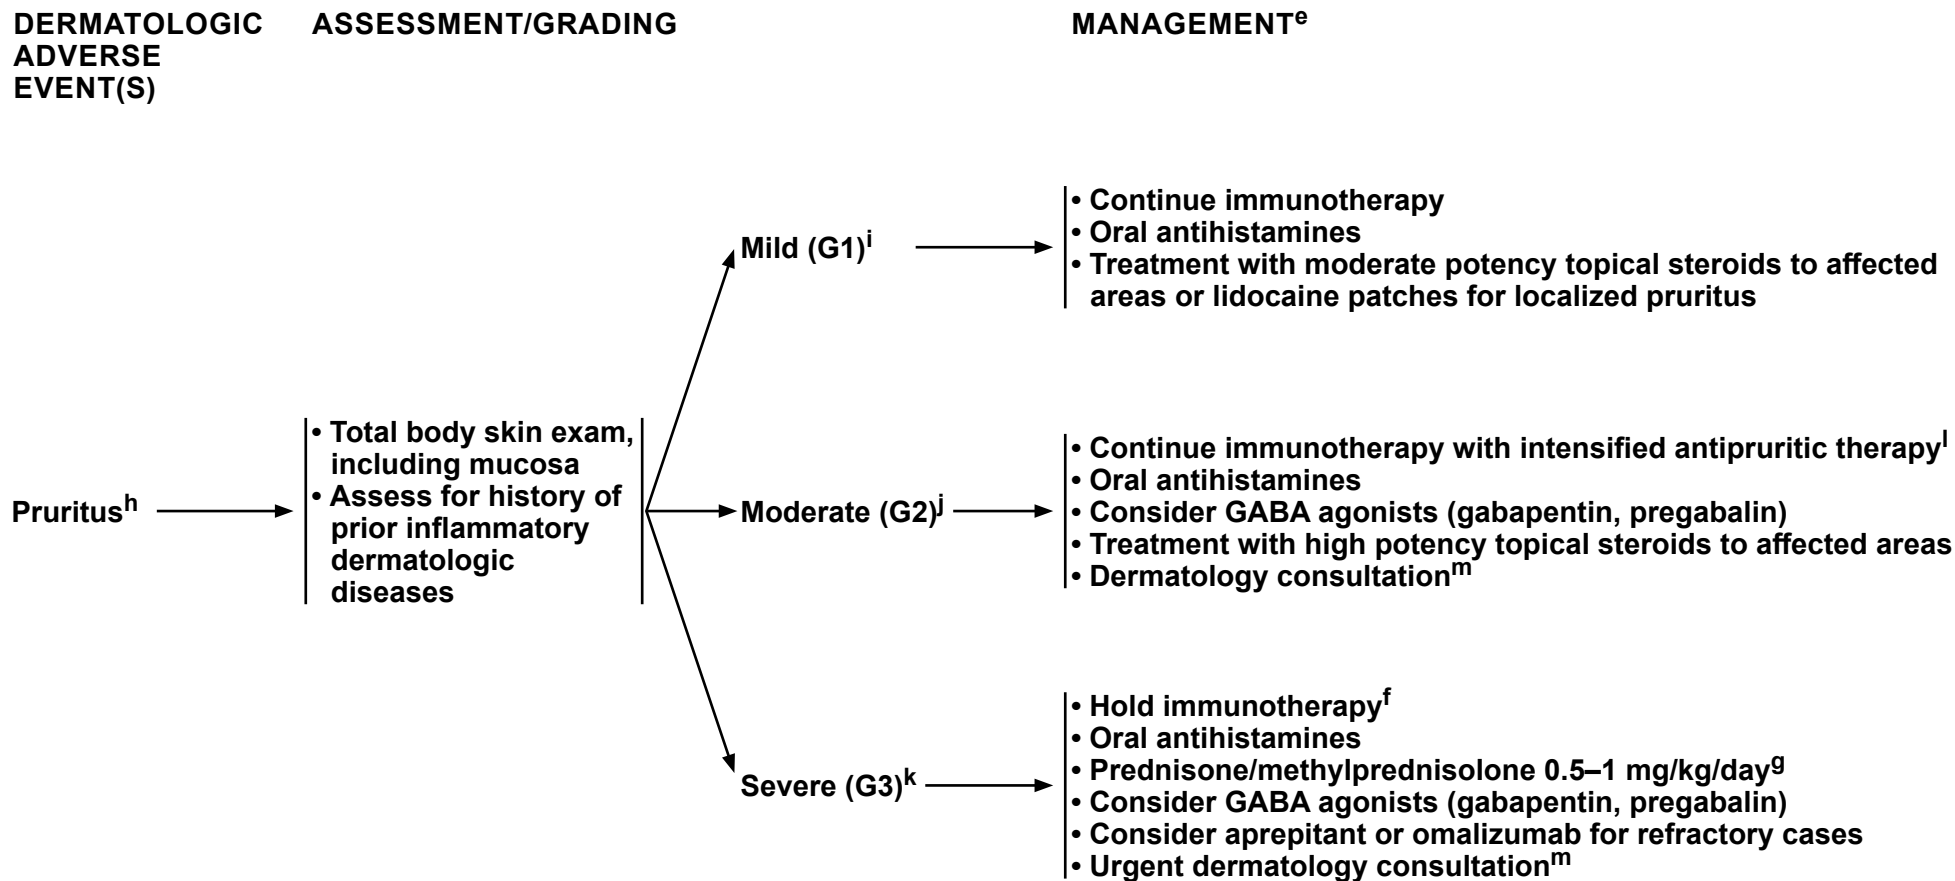 DERMATOLOGIC
ADVERSE
EVENT(S)
ASSESSMENT/GRADING
MANAGEMENTᵉ
Pruritusʰ
• Total body skin exam,
including mucosa
• Assess for history of
prior inflammatory
dermatologic
diseases
Mild (G1)ⁱ
• Continue immunotherapy
• Oral antihistamines
• Treatment with moderate potency topical steroids to affected
areas or lidocaine patches for localized pruritus
Moderate (G2)ʲ
• Continue immunotherapy with intensified antipruritic therapyˡ
• Oral antihistamines
• Consider GABA agonists (gabapentin, pregabalin)
• Treatment with high potency topical steroids to affected areas
• Dermatology consultationᵐ
Severe (G3)ᵏ
• Hold immunotherapyᶠ
• Oral antihistamines
• Prednisone/methylprednisolone 0.5–1 mg/kg/dayᵍ
• Consider GABA agonists (gabapentin, pregabalin)
• Consider aprepitant or omalizumab for refractory cases
• Urgent dermatology consultationᵐ